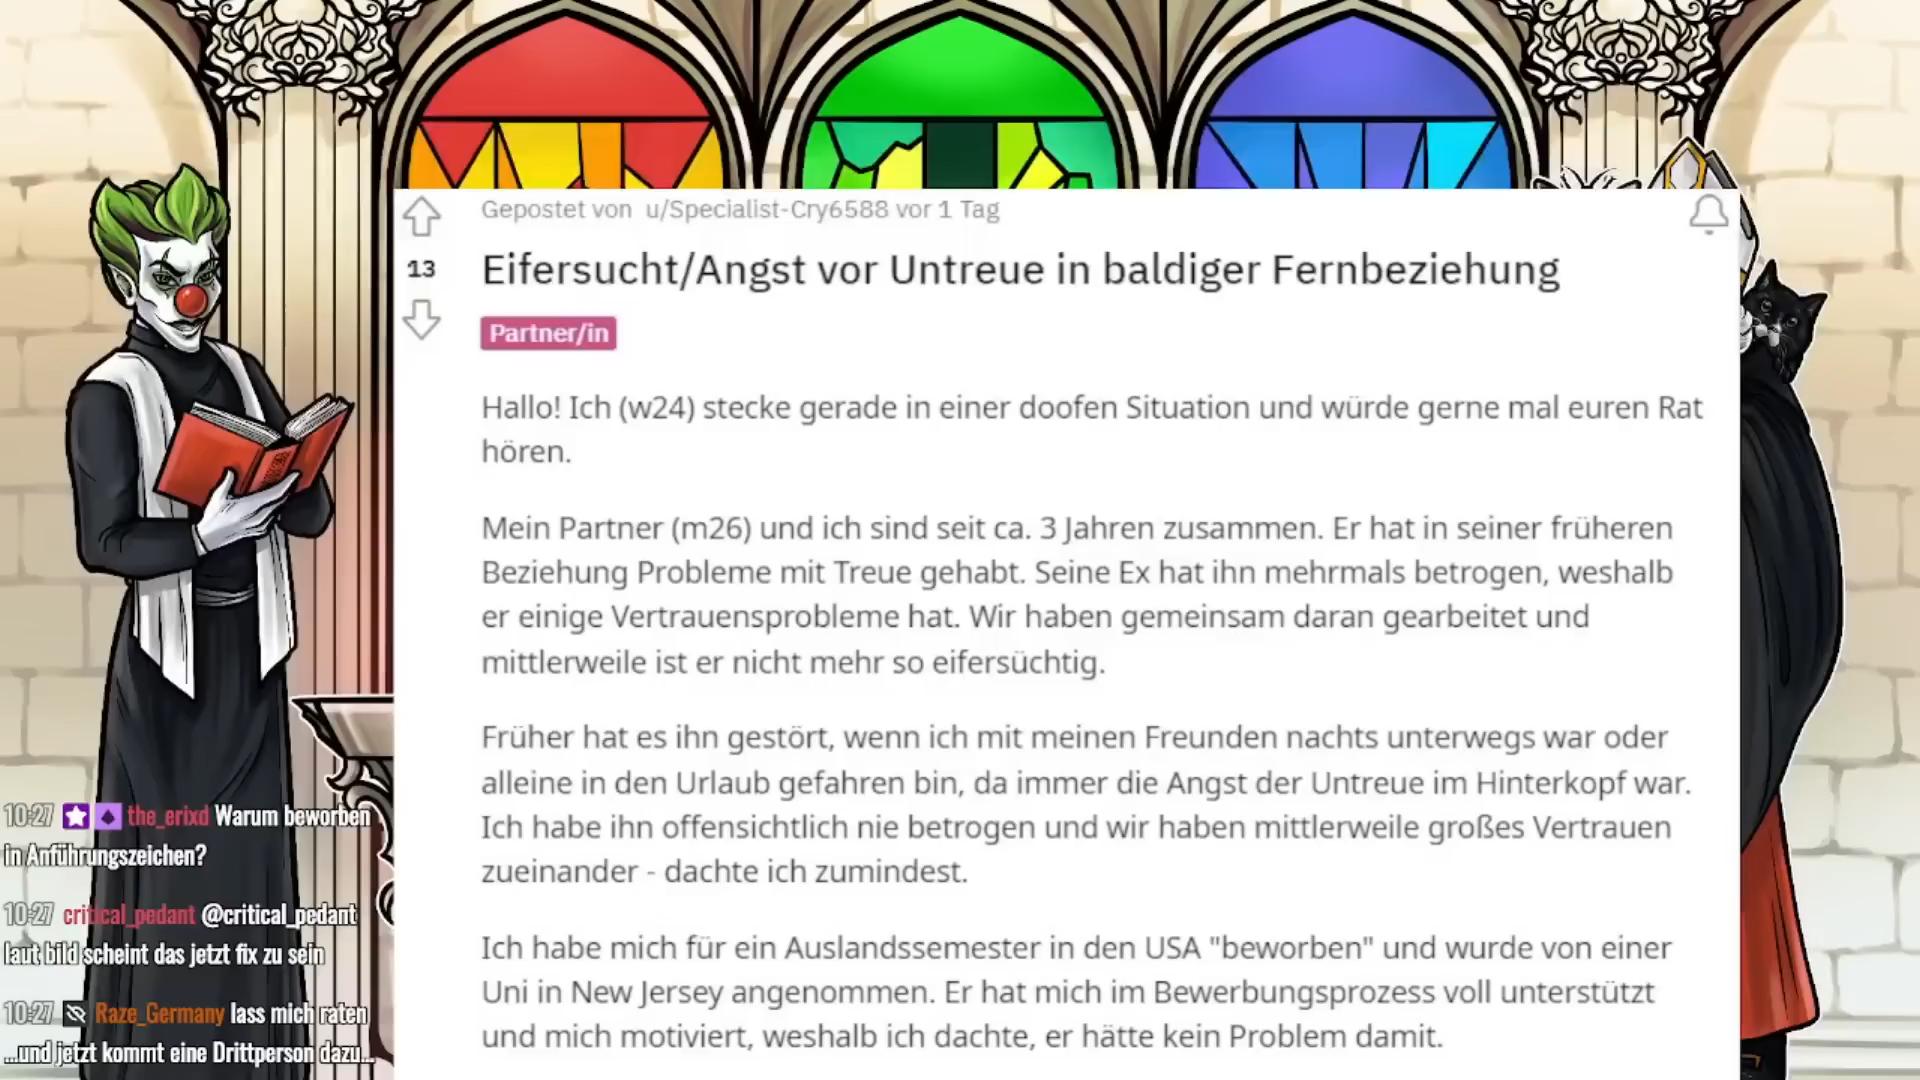 Gepostet von u/Specialist-Cry6588 vor 1 Tag
13
Eifersucht/Angst vor Untreue in baldiger Fernbeziehung
Partner/in
Hallo! Ich (w24) stecke gerade in einer doofen Situation und würde gerne mal euren Rat
hören.
Mein Partner (m26) und ich sind seit ca. 3 Jahren zusammen. Er hat in seiner früheren
Beziehung Probleme mit Treue gehabt. Seine Ex hat ihn mehrmals betrogen, weshalb
er einige Vertrauensprobleme hat. Wir haben gemeinsam daran gearbeitet und
mittlerweile ist er nicht mehr so eifersüchtig.
Früher hat es ihn gestört, wenn ich mit meinen Freunden nachts unterwegs war oder
alleine in den Urlaub gefahren bin, da immer die Angst der Untreue im Hinterkopf war.
Ich habe ihn offensichtlich nie betrogen und wir haben mittlerweile großes Vertrauen
zueinander - dachte ich zumindest.
Ich habe mich für ein Auslandssemester in den USA "beworben" und wurde von einer
Uni in New Jersey angenommen. Er hat mich im Bewerbungsprozess voll unterstützt
und mich motiviert, weshalb ich dachte, er hätte kein Problem damit.
10:27 the_erixd Warum beworben
in Anführungszeichen?
10:27 critical_pedant @critical_pedant
laut bild scheint das jetzt fix zu sein
10:27 Raze_Germany lass mich raten
...und jetzt kommt eine Drittperson dazu...